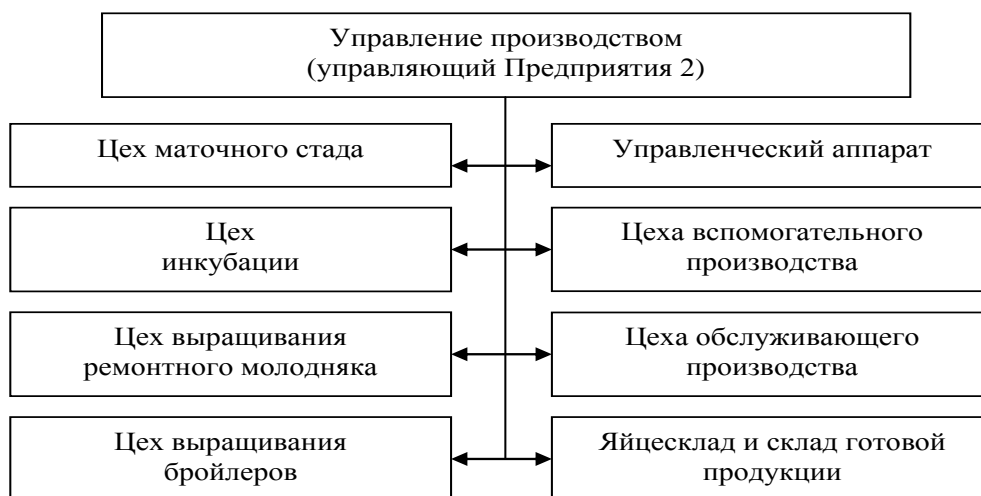 Управление производством
(управляющий Предприятия 2)
Цех маточного стада
Управленческий аппарат
Цех
инкубации
Цеха вспомогательного
производства
Цех выращивания
ремонтного молодняка
Цеха обслуживающего
производства
Цех выращивания
бройлеров
Яйцесклад и склад готовой
продукции